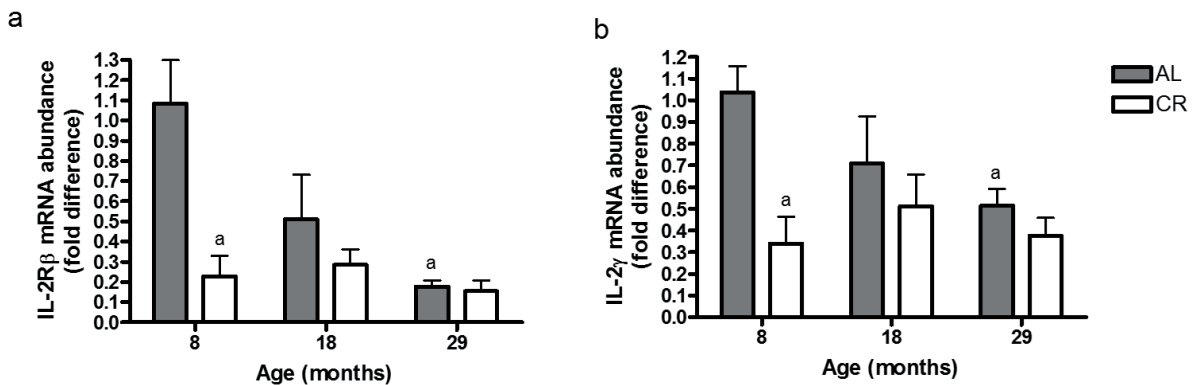 a
IL-2Rβ mRNA abundance
(fold difference)
1.3
1.2
1.1
1.0
0.9
0.8
0.7
0.6
0.5
0.4
0.3
0.2
0.1
0.0
a
a
8
18
29
Age (months)
b
IL-2γ mRNA abundance
(fold difference)
1.2
1.1
1.0
0.9
0.8
0.7
0.6
0.5
0.4
0.3
0.2
0.1
0.0
a
a
8
18
29
Age (months)
AL
CR